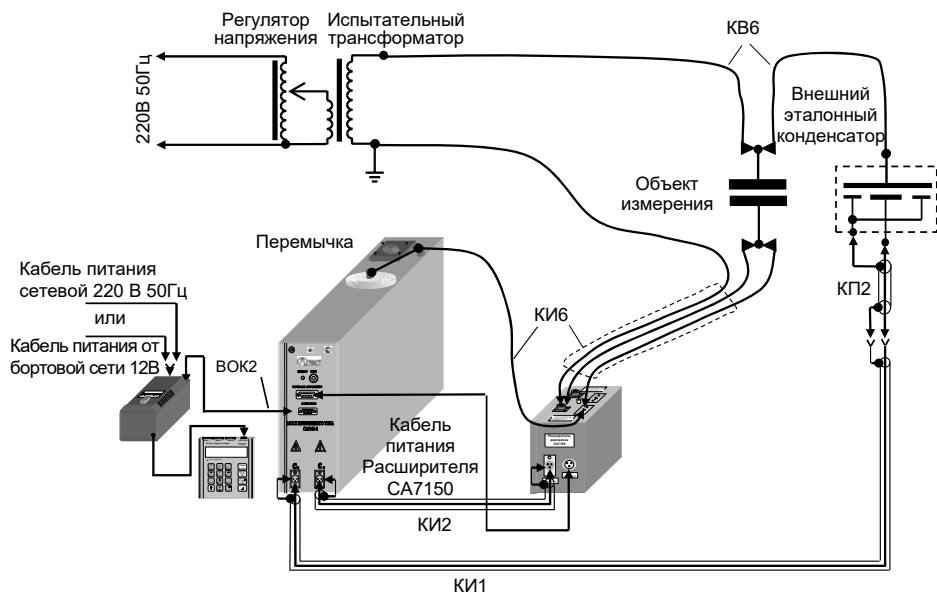 Регулятор
напряжения
Испытательный
трансформатор
КВ6
220В 50Гц
Внешний
эталонный
конденсатор
Объект
измерения
Перемычка
Кабель питания
сетевой 220 В 50Гц
или
Кабель питания от
бортовой сети 12В
ВОК2
КИ6
КП2
Кабель
питания
Расширителя
СА7150
КИ2
КИ1